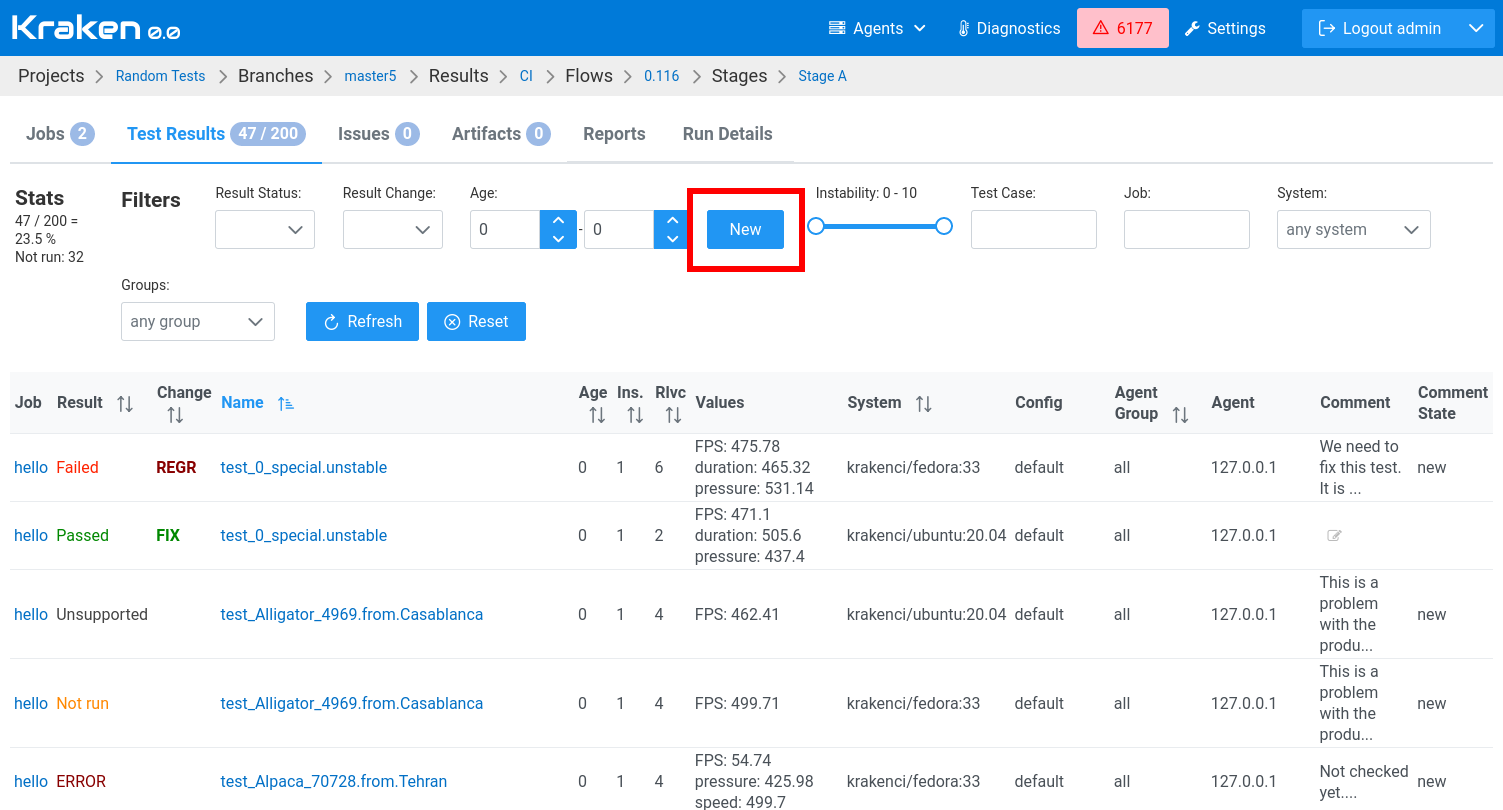 Kraken 0.0
Agents
Diagnostics
6177
Settings
Logout admin
Projects
Random Tests
Branches
master5
Results
CI
Flows
0.116
Stages
Stage A
Jobs 2
Test Results 47 / 200
Issues 0
Artifacts 0
Reports
Run Details
Stats
47 / 200 =
23.5 %
Not run: 32
Filters
Result Status:
Result Change:
Age:
0 - 0
New
Instability: 0 - 10
Test Case:
Job:
System:
any system
Groups:
any group
Refresh
Reset
Job Result Change Name Age Ins. Rlvc Values System Config Agent Group Agent Comment Comment State
hello Failed REGR test_0_special.unstable 0 1 6
FPS: 475.78
duration: 465.32
pressure: 531.14
krakenci/fedora:33 default all 127.0.0.1
We need to
fix this test.
It is ...
new
hello Passed FIX test_0_special.unstable 0 1 2
FPS: 471.1
duration: 505.6
pressure: 437.4
krakenci/ubuntu:20.04 default all 127.0.0.1
hello Unsupported test_Alligator_4969.from.Casablanca 0 1 4 FPS: 462.41 krakenci/ubuntu:20.04 default all 127.0.0.1
This is a
problem
with the
produ...
new
hello Not run test_Alligator_4969.from.Casablanca 0 1 4 FPS: 499.71 krakenci/fedora:33 default all 127.0.0.1
This is a
problem
with the
produ...
new
hello ERROR test_Alpaca_70728.from.Tehran 0 1 4
FPS: 54.74
pressure: 425.98
speed: 499.7
krakenci/fedora:33 default all 127.0.0.1
Not checked
yet....
new